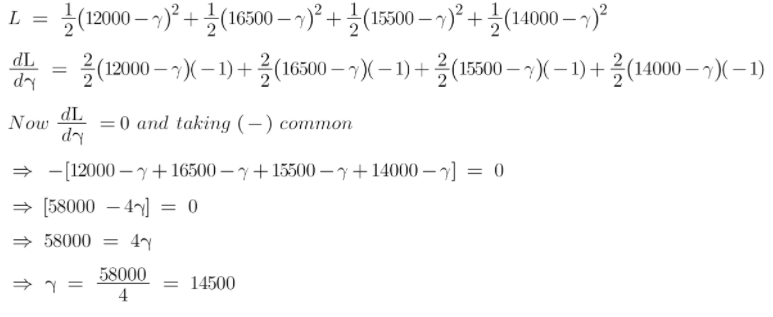 L = 1/2(12000 − γ)² + 1/2(16500 − γ)² + 1/2(15500 − γ)² + 1/2(14000 − γ)²
dL/dγ = 2/2(12000 − γ)(−1) + 2/2(16500 − γ)(−1) + 2/2(15500 − γ)(−1) + 2/2(14000 − γ)(−1)
Now dL/dγ = 0 and taking (−) common
⇒ −[12000 − γ + 16500 − γ + 15500 − γ + 14000 − γ] = 0
⇒ [58000 − 4γ] = 0
⇒ 58000 = 4γ
⇒ γ = 58000/4 = 14500